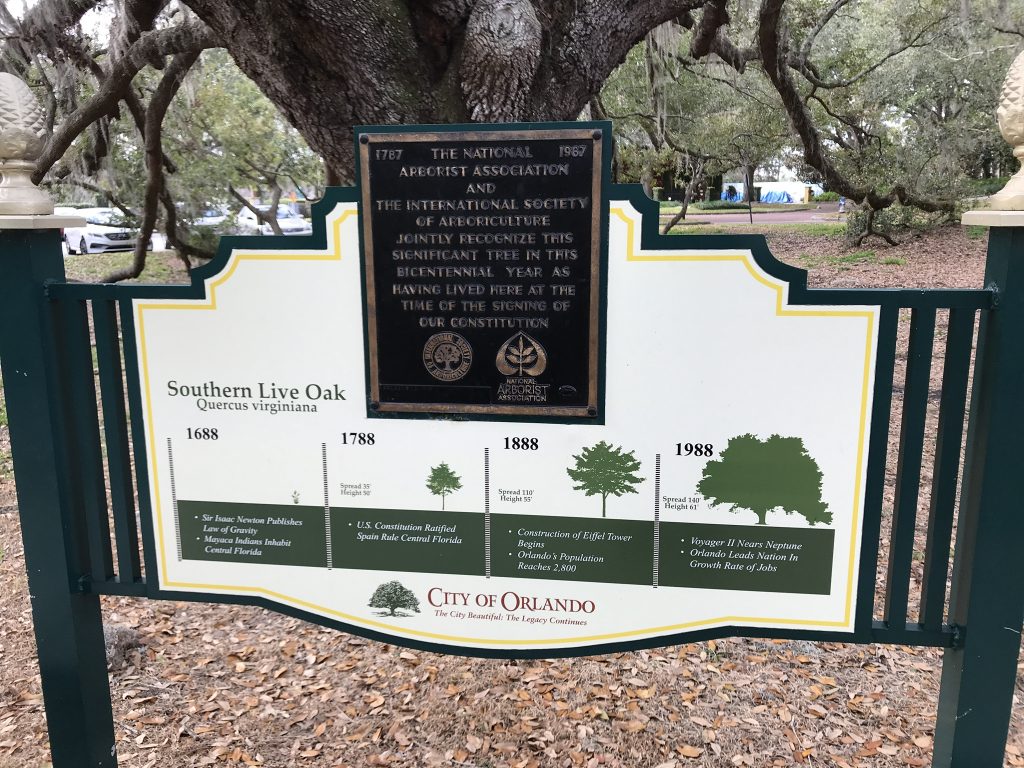 1787 THE NATIONAL 1987
ARBORIST ASSOCIATION
AND
THE INTERNATIONAL SOCIETY
OF ARBORICULTURE
JOINTLY RECOGNIZE THIS
SIGNIFICANT TREE IN THIS
BICENTENNIAL YEAR AS
HAVING LIVED HERE AT THE
TIME OF THE SIGNING OF
OUR CONSTITUTION
NATIONAL
ARBORIST
ASSOCIATION
Southern Live Oak
Quercus virginiana
1688
• Sir Isaac Newton Publishes
Law of Gravity
• Mayaca Indians Inhabit
Central Florida
1788
Spread 35'
Height 50'
• U.S. Constitution Ratified
Spain Rule Central Florida
1888
Spread 110'
Height 55'
• Construction of Eiffel Tower
Begins
• Orlando's Population
Reaches 2,800
1988
Spread 140'
Height 61'
• Voyager II Nears Neptune
• Orlando Leads Nation In
Growth Rate of Jobs
CITY OF ORLANDO
The City Beautiful: The Legacy Continues